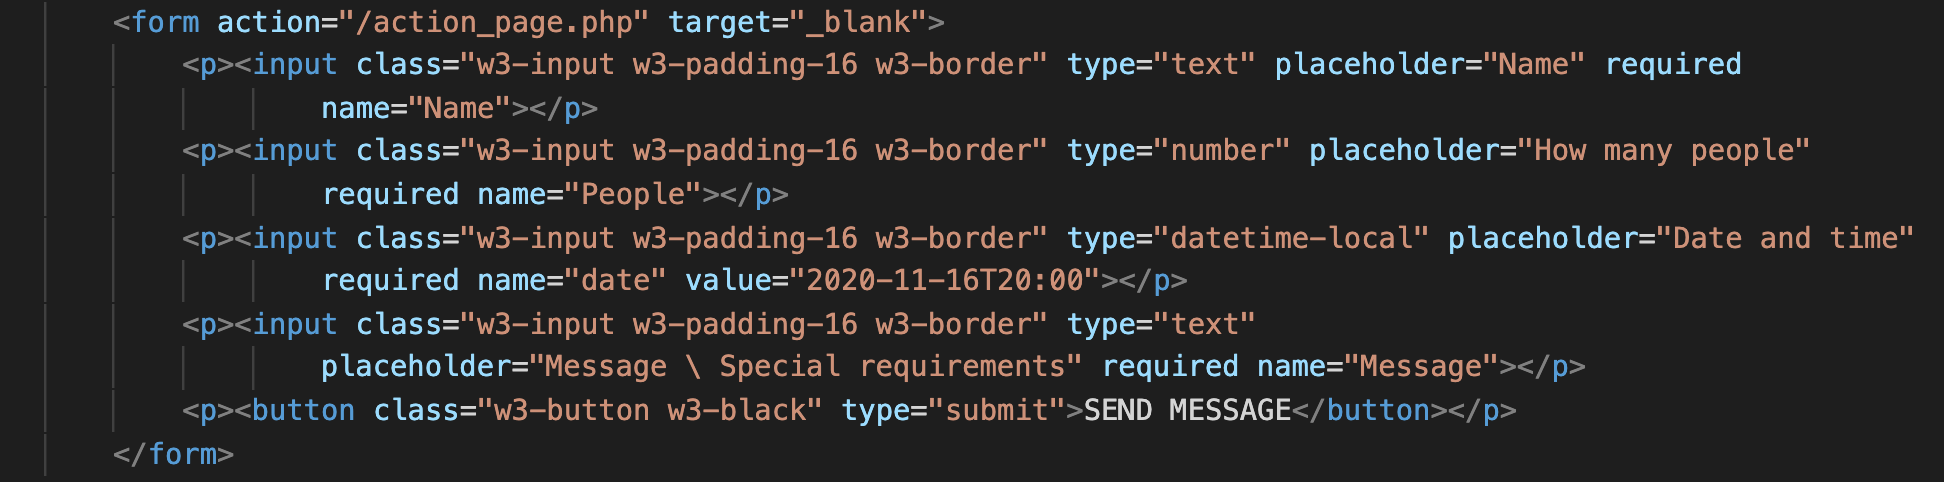 <form action="/action_page.php" target="_blank">
<p><input class="w3-input w3-padding-16 w3-border" type="text" placeholder="Name" required
name="Name"></p>
<p><input class="w3-input w3-padding-16 w3-border" type="number" placeholder="How many people"
required name="People"></p>
<p><input class="w3-input w3-padding-16 w3-border" type="datetime-local" placeholder="Date and time"
required name="date" value="2020-11-16T20:00"></p>
<p><input class="w3-input w3-padding-16 w3-border" type="text"
placeholder="Message \ Special requirements" required name="Message"></p>
<p><button class="w3-button w3-black" type="submit">SEND MESSAGE</button></p>
</form>